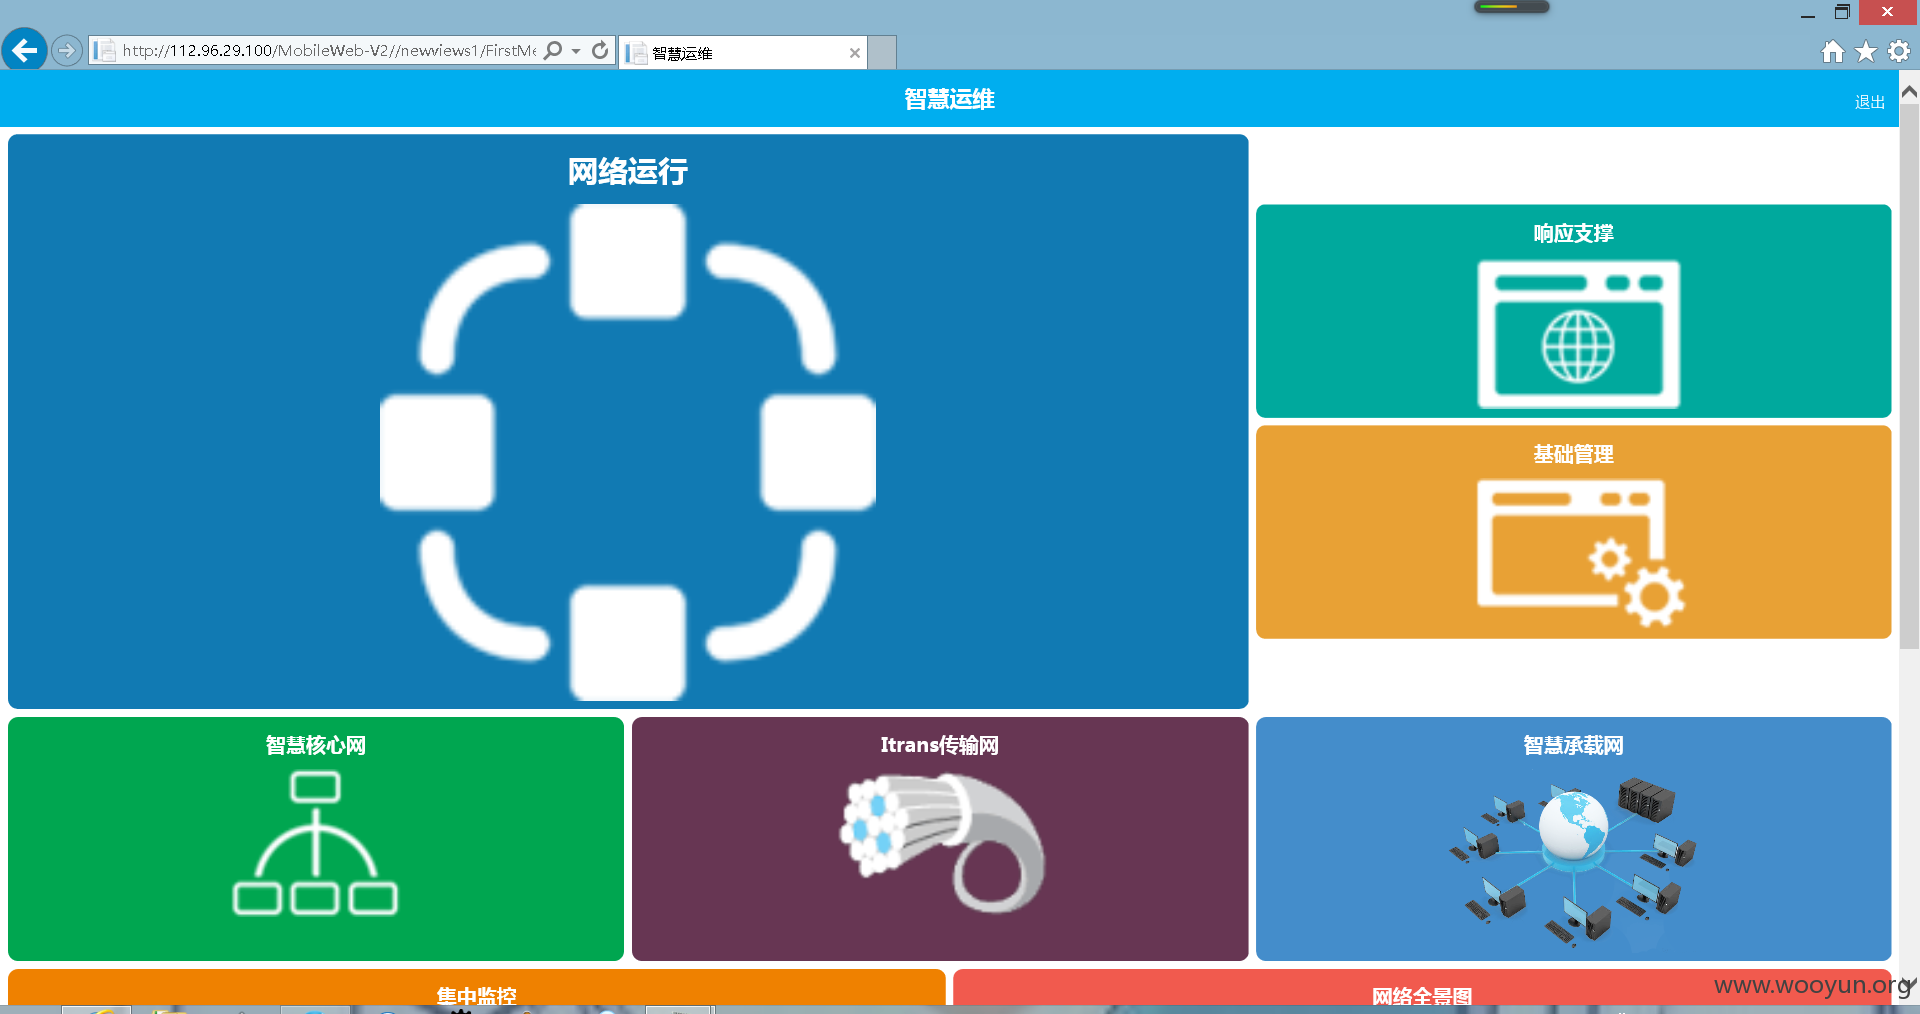 http://112.96.29.100/MobileWeb-V2//newviews1/FirstMe
智慧运维
智慧运维
退出
网络运行
响应支撑
基础管理
智慧核心网
Itrans传输网
智慧承载网
集中监控
网络全景图
www.wooyun.org